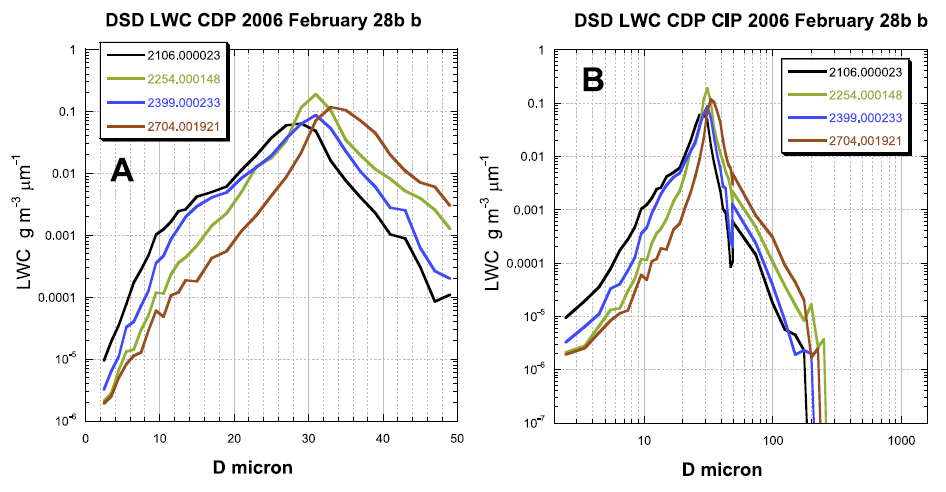 DSD LWC CDP 2006 February 28b b
1
0.1
0.01
0.001
0.0001
10-5
10-6
LWC g m-3 µm-1
2106.000023
2254.000148
2399.000233
2704.001921
A
0 10 20 30 40 50
D micron
DSD LWC CDP CIP 2006 February 28b b
1
0.1
0.01
0.001
0.0001
10-5
10-6
10-7
LWC g m-3 µm-1
B
2106.000023
2254.000148
2399.000233
2704.001921
10 100 1000
D micron